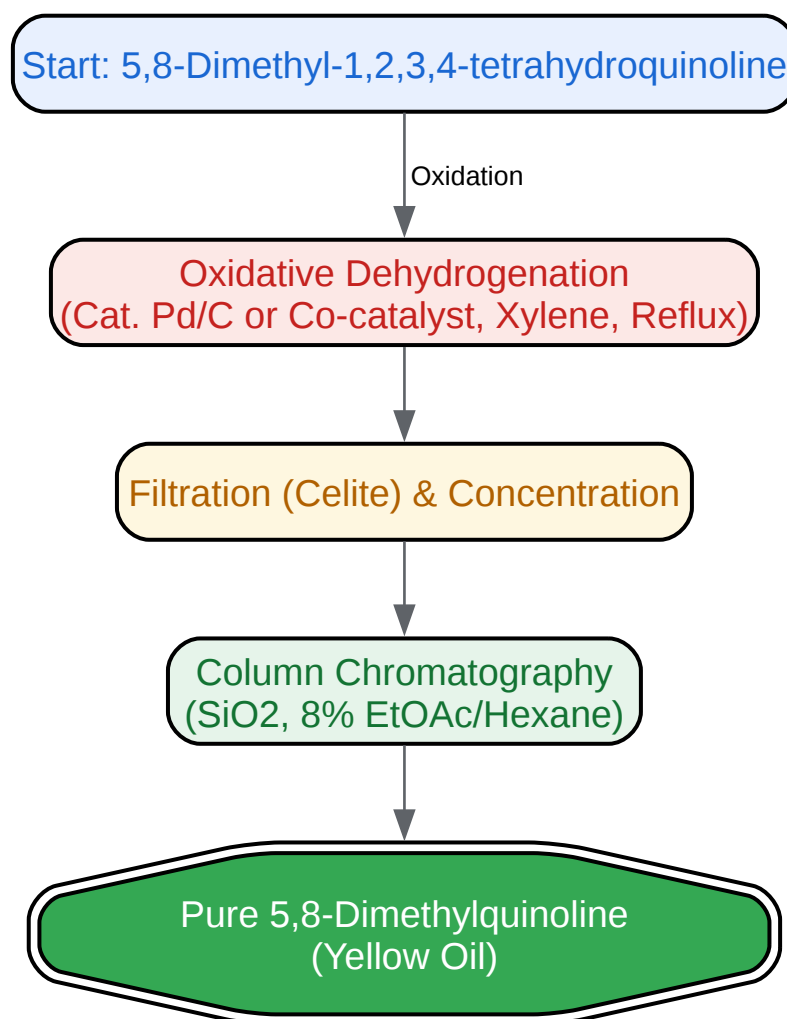 Start: 5,8-Dimethyl-1,2,3,4-tetrahydroquinoline
Oxidation
Oxidative Dehydrogenation
(Cat. Pd/C or Co-catalyst, Xylene, Reflux)
Filtration (Celite) & Concentration
Column Chromatography
(SiO2, 8% EtOAc/Hexane)
Pure 5,8-Dimethylquinoline
(Yellow Oil)